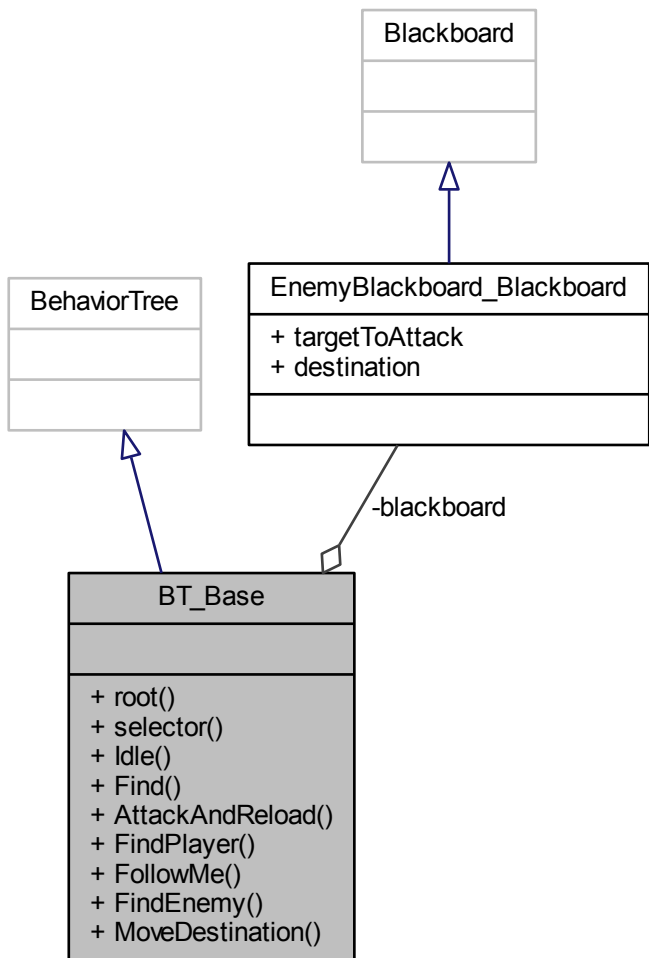 Blackboard
BehaviorTree
EnemyBlackboard_Blackboard
+ targetToAttack
+ destination
-blackboard
BT_Base
+ root()
+ selector()
+ Idle()
+ Find()
+ AttackAndReload()
+ FindPlayer()
+ FollowMe()
+ FindEnemy()
+ MoveDestination()